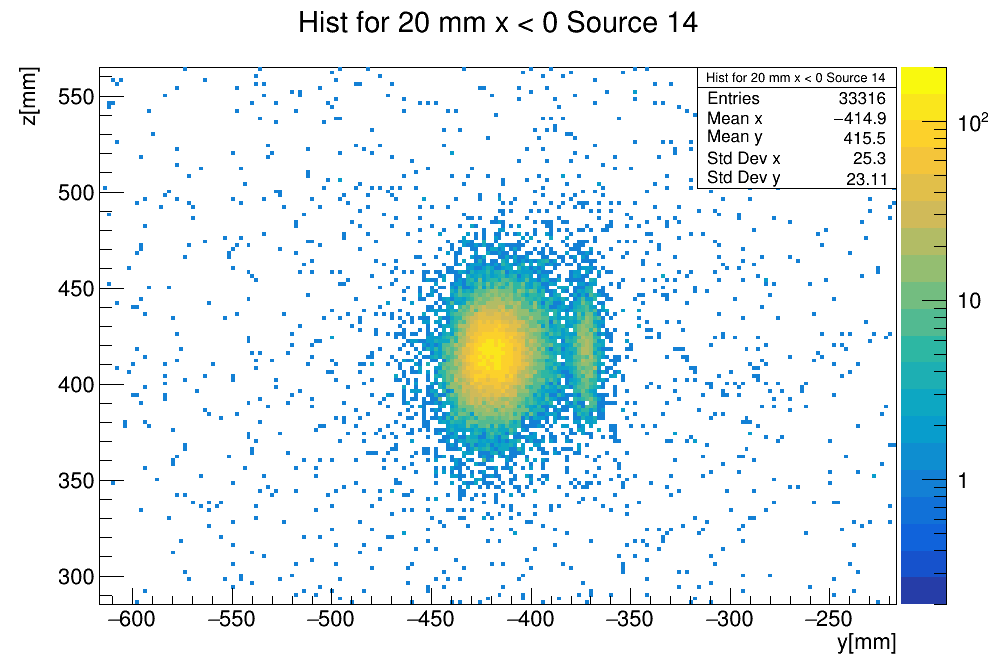 Hist for 20 mm x < 0 Source 14
z[mm]
Hist for 20 mm x < 0 Source 14
Entries 33316
Mean x −414.9
Mean y 415.5
Std Dev x 25.3
Std Dev y 23.11
550
500
450
400
350
300
10²
10
1
−600 −550 −500 −450 −400 −350 −300 −250
y[mm]